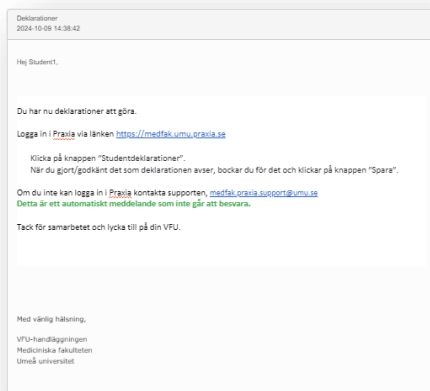 Deklarationer
2024-10-09 14:38:42
Hej Student1,
Du har nu deklarationer att göra.
Logga in i Praxia via länken https://medfak.umu.praxia.se
Klicka på knappen "Studentdeklarationer".
När du gjort/godkänt det som deklarationen avser, bockar du för det och klickar på knappen "Spara".
Om du inte kan logga in i Praxia kontakta supporten, medfak.praxia.support@umu.se
Detta är ett automatiskt meddelande som inte går att besvara.
Tack för samarbetet och lycka till på din VFU.
Med vänlig hälsning,
VFU-handläggningen
Medicinska fakulteten
Umeå universitet